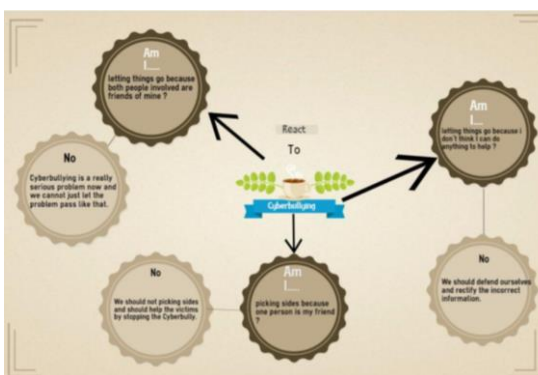 Am
I....
letting things go because
both people involved are
friends of mine ?
No
Cyberbullying is a really
serious problem now and
we cannot just let the
problem pass like that.
React
To
Cyberbullying
Am
I....
letting things go because i
don't think I can do
anything to help ?
No
We should defend ourselves
and rectify the incorrect
information.
Am
I....
picking sides because
one person is my friend
?
No
We should not picking sides
and should help the victims
by stopping the Cyberbully.